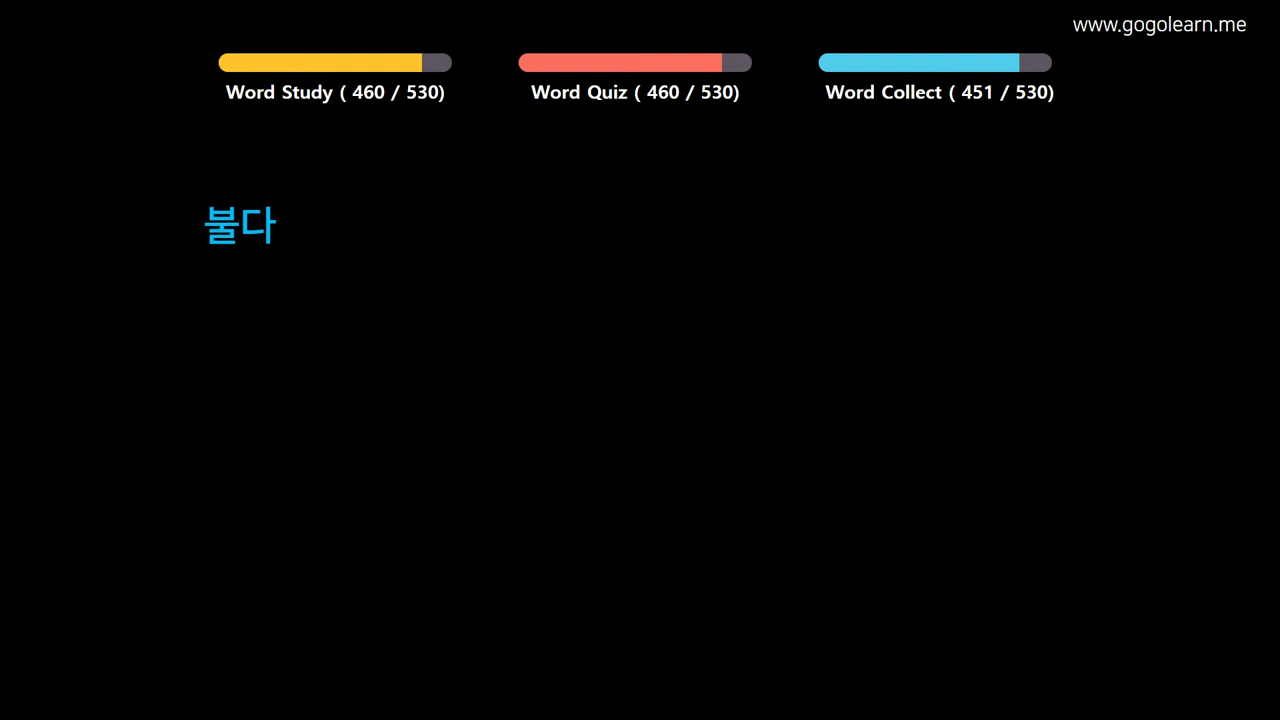 www.gogolearn.me
Word Study ( 460 / 530) Word Quiz ( 460 / 530) Word Collect ( 451 / 530)
불다